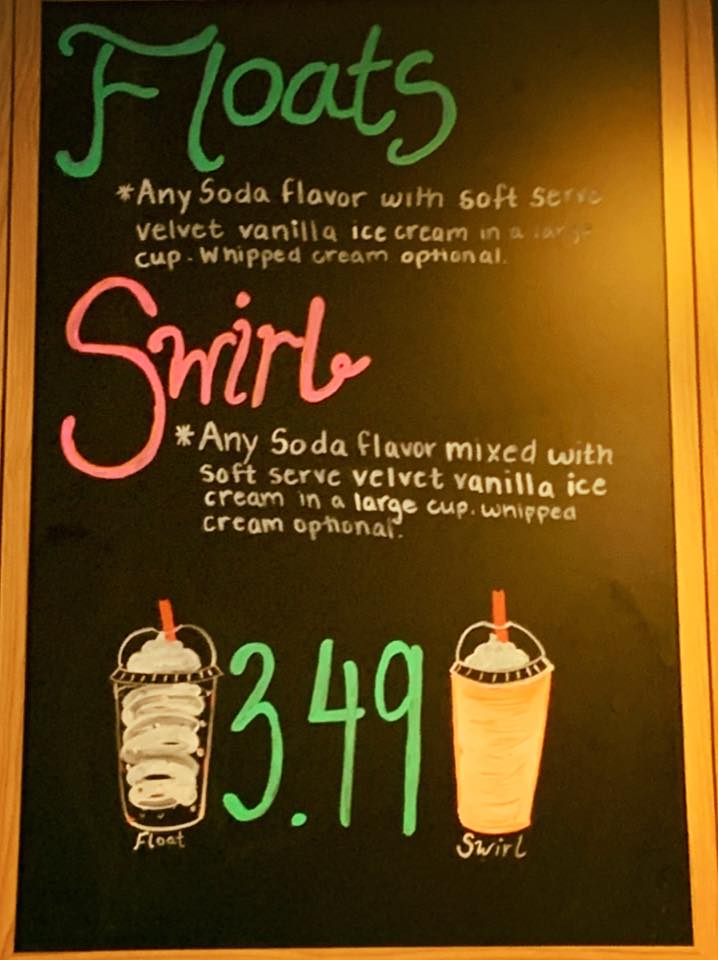 Floats
*Any Soda flavor with soft serve
velvet vanilla ice cream in a large
cup. Whipped cream optional.
Swirl
*Any Soda flavor mixed with
soft serve velvet vanilla ice
cream in a large cup. whipped
cream optional.
3.49
Float
Swirl